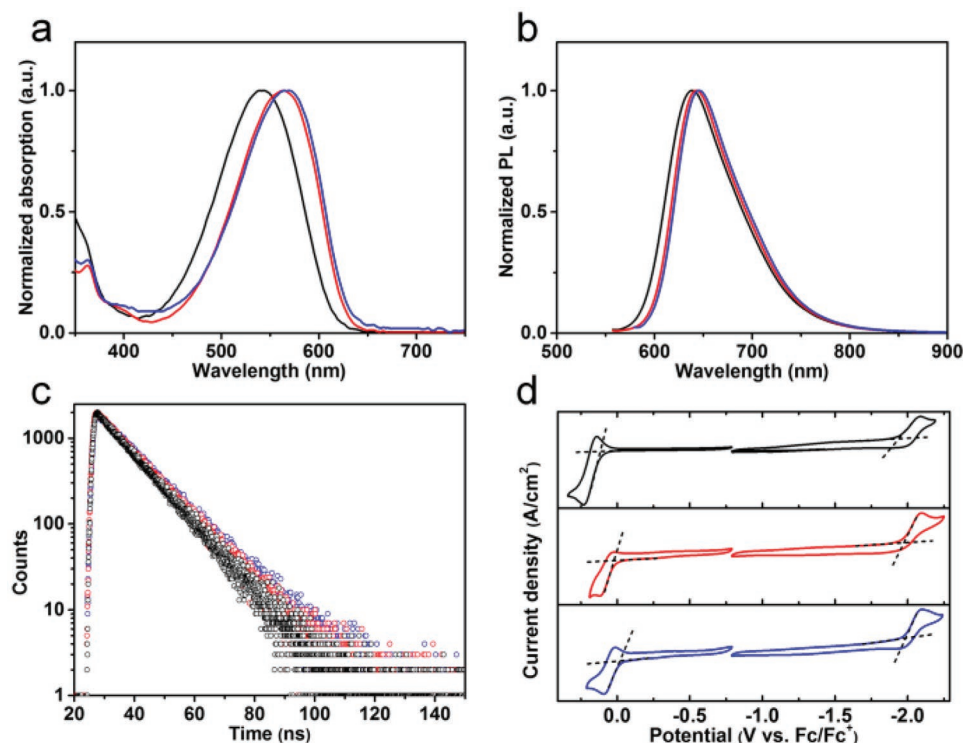 a
1.0
0.5
0.0
Normalized absorption (a.u.)
400 500 600 700
Wavelength (nm)
b
1.0
0.5
0.0
Normalized PL (a.u.)
500 600 700 800 900
Wavelength (nm)
c
1000
100
10
1
Counts
20 40 60 80 100 120 140
Time (ns)
d
Current density (A/cm²)
0.0 -0.5 -1.0 -1.5 -2.0
Potential (V vs. Fc/Fc⁺)